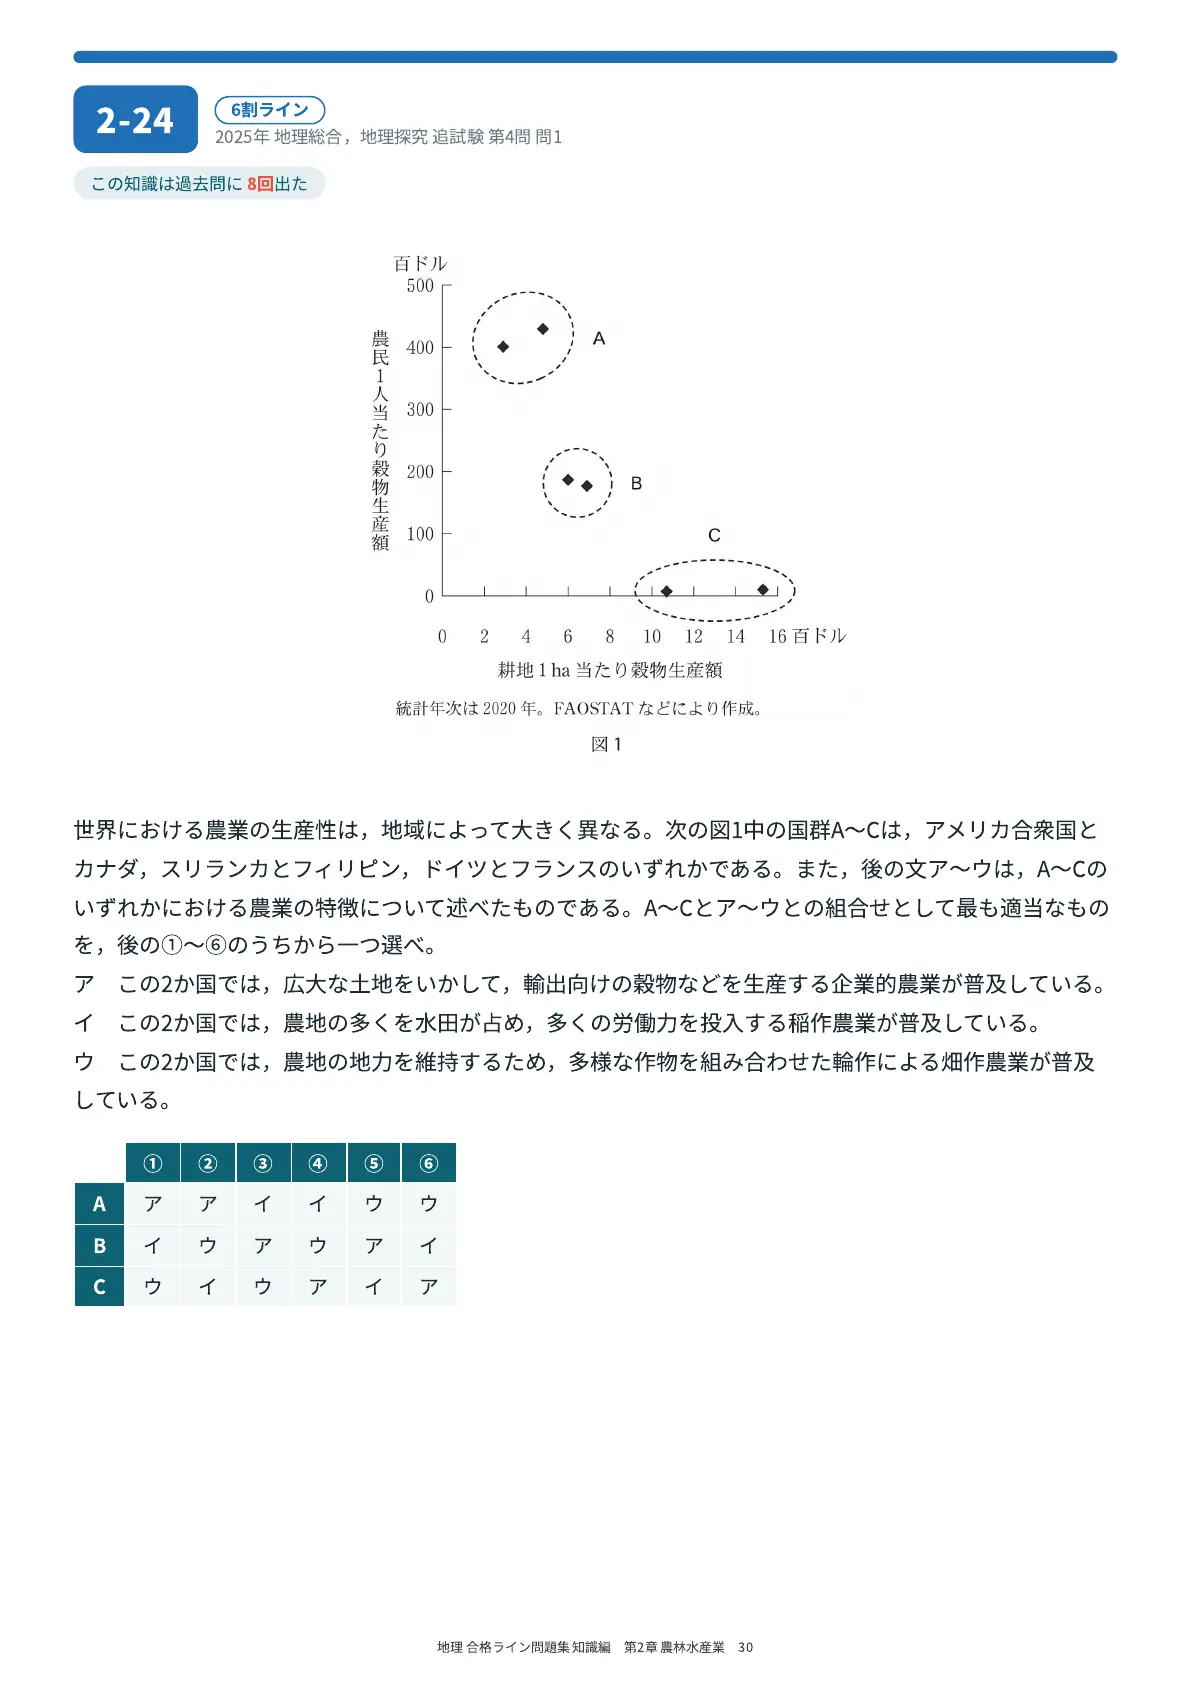 2-24
6割ライン
2025年 地理総合，地理探究 追試験 第4問 問1
この知識は過去問に 8回出た
百ドル
500
400
300
200
100
0
農民1人当たり穀物生産額
A
B
C
0 2 4 6 8 10 12 14 16 百ドル
耕地 1 ha 当たり穀物生産額
統計年次は 2020 年。FAOSTAT などにより作成。
図 1
世界における農業の生産性は，地域によって大きく異なる。次の図1中の国群A～Cは，アメリカ合衆国と
カナダ，スリランカとフィリピン，ドイツとフランスのいずれかである。また，後の文ア～ウは，A～Cの
いずれかにおける農業の特徴について述べたものである。A～Cとア～ウとの組合せとして最も適当なもの
を，後の①～⑥のうちから一つ選べ。
ア　この2か国では，広大な土地をいかして，輸出向けの穀物などを生産する企業的農業が普及している。
イ　この2か国では，農地の多くを水田が占め，多くの労働力を投入する稲作農業が普及している。
ウ　この2か国では，農地の地力を維持するため，多様な作物を組み合わせた輪作による畑作農業が普及
している。
① ② ③ ④ ⑤ ⑥
A ア ア イ イ ウ ウ
B イ ウ ア ウ ア イ
C ウ イ ウ ア イ ア
地理 合格ライン問題集 知識編　第2章 農林水産業　30